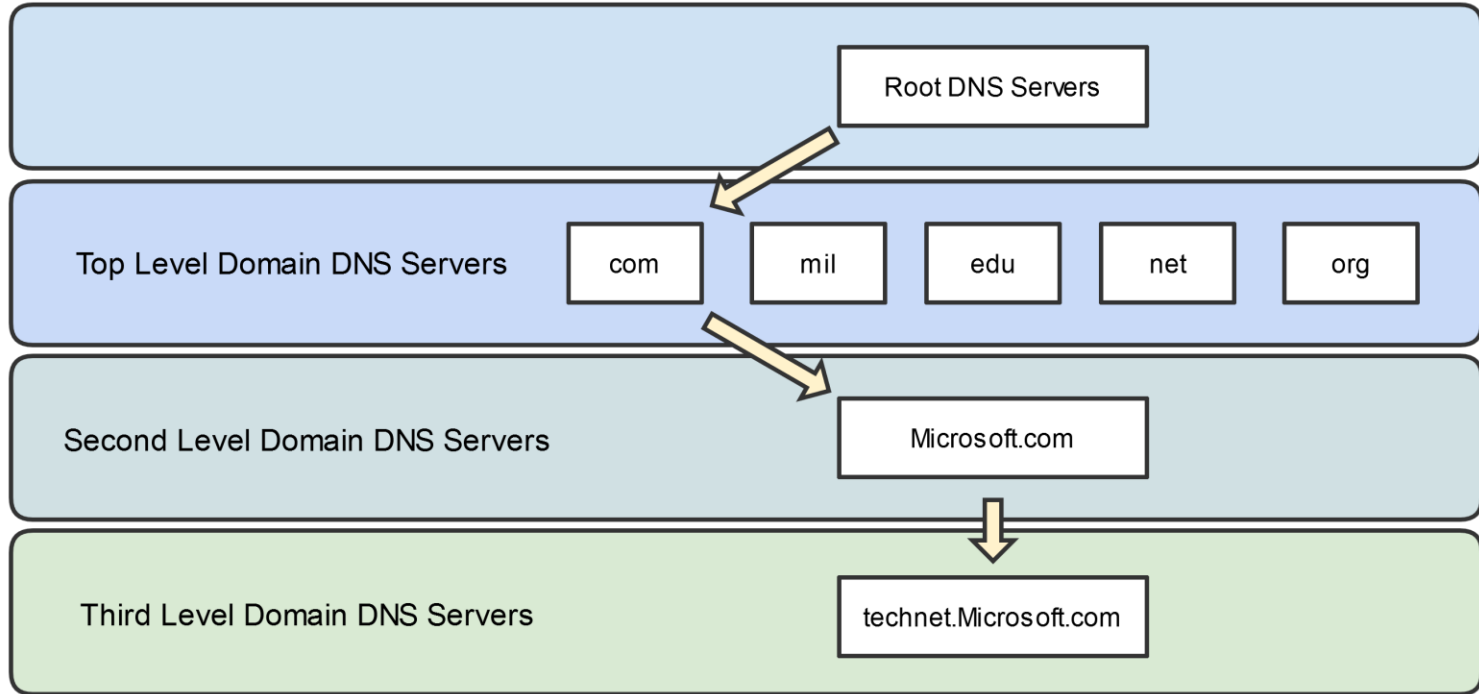 Root DNS Servers
Top Level Domain DNS Servers
com
mil
edu
net
org
Second Level Domain DNS Servers
Microsoft.com
Third Level Domain DNS Servers
technet.Microsoft.com